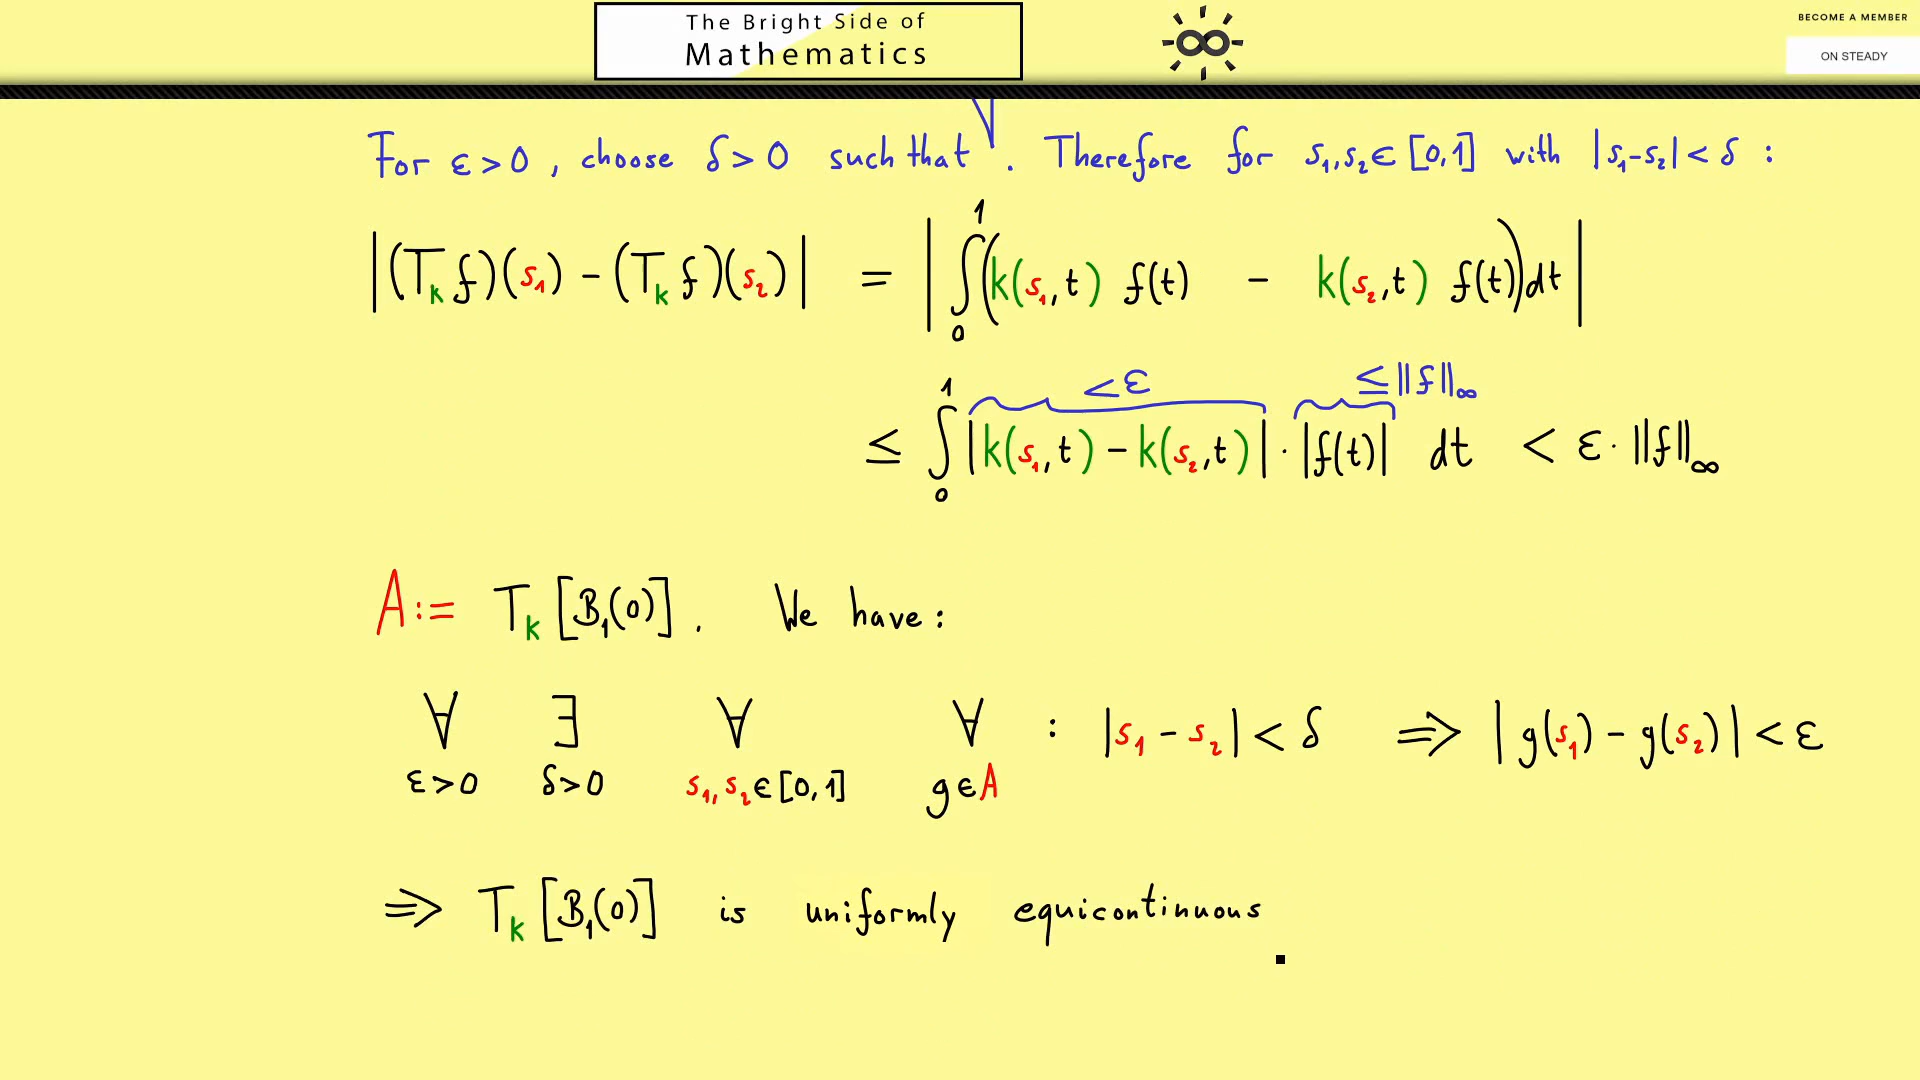 The Bright Side of
Mathematics
BECOME A MEMBER
ON STEADY
For ε > 0, choose δ > 0 such that . Therefore for s₁,s₂ ∈ [0,1] with |s₁-s₂| < δ :
|(Tₖf)(s₁) - (Tₖf)(s₂)| = |∫₀¹(k(s₁,t) f(t) - k(s₂,t) f(t))dt|
<ε ≤||f||∞
≤ ∫₀¹ |k(s₁,t) - k(s₂,t)| · |f(t)| dt < ε · ||f||∞
A := Tₖ[B₁(0)] . We have :
∀ ∃ ∀ ∀ : |s₁ - s₂| < δ ⟹ |g(s₁) - g(s₂)| < ε
ε>0 δ>0 s₁,s₂∈[0,1] g∈A
⟹ Tₖ[B₁(0)] is uniformly equicontinuous